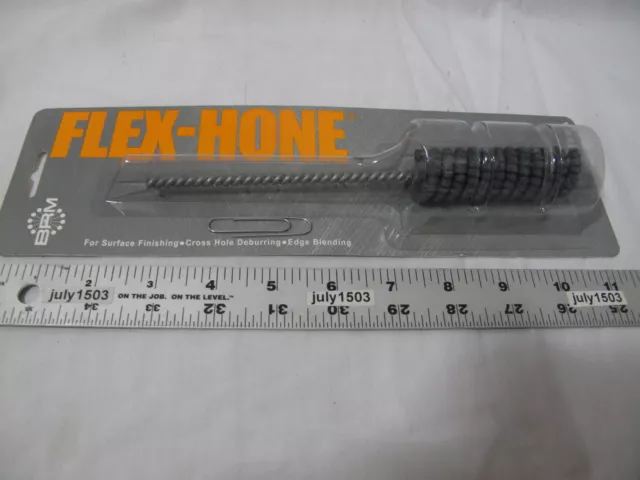 FLEX-HONE
BRM
For Surface Finishing●Cross Hole Deburring●Edge Blending
2 3 4 5 6 7 8 9 10 11
july1503 ON THE JOB. ON THE LEVEL.™ july1503 july1503
34 33 32 31 30 29 28 27 26 25